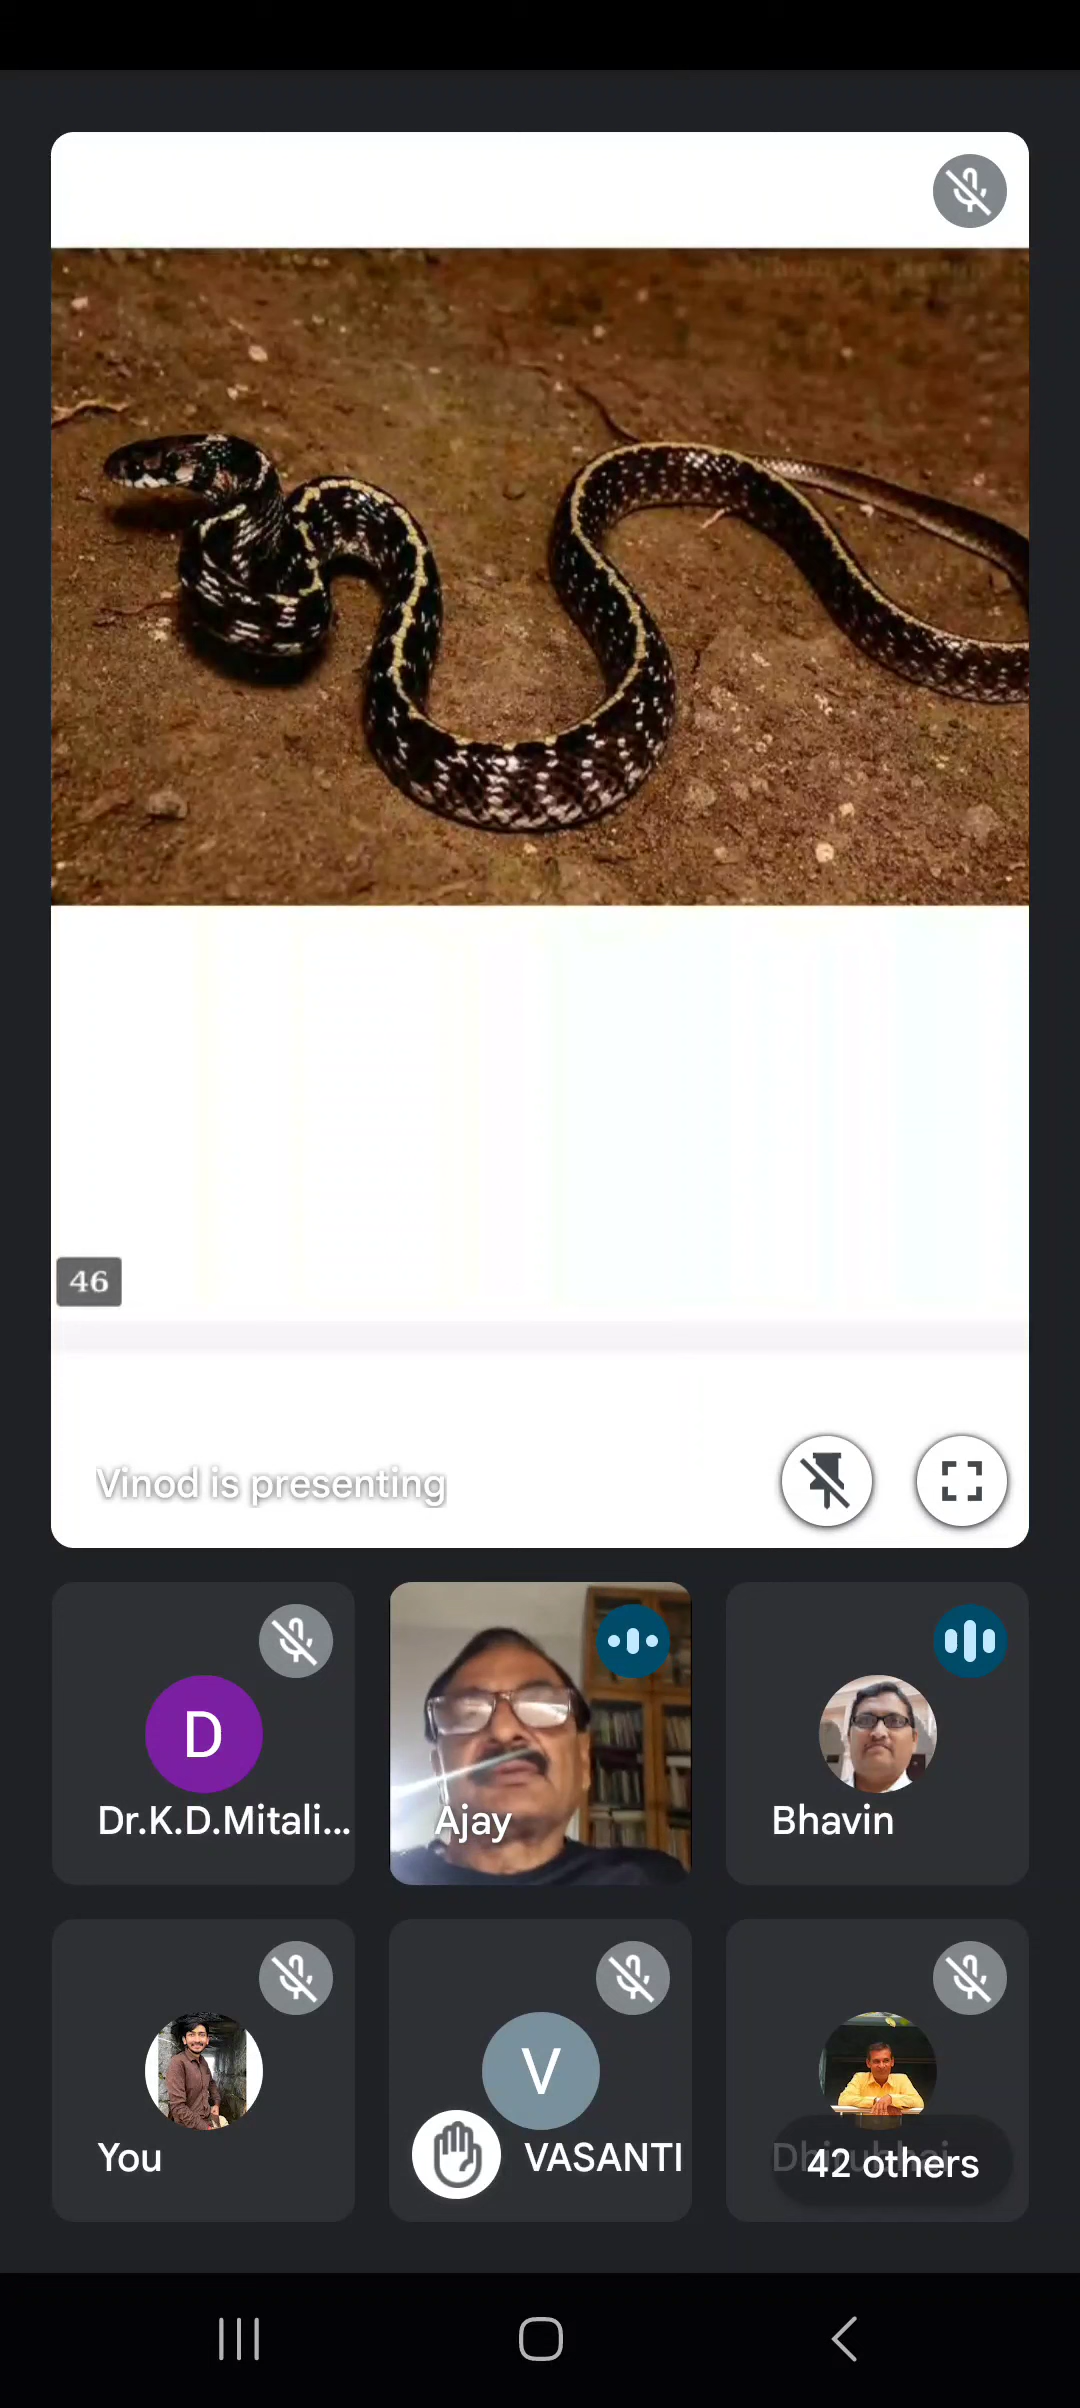 46
Vinod is presenting
D
Dr.K.D.Mitali...
Ajay
Bhavin
You
V
VASANTI
42 others